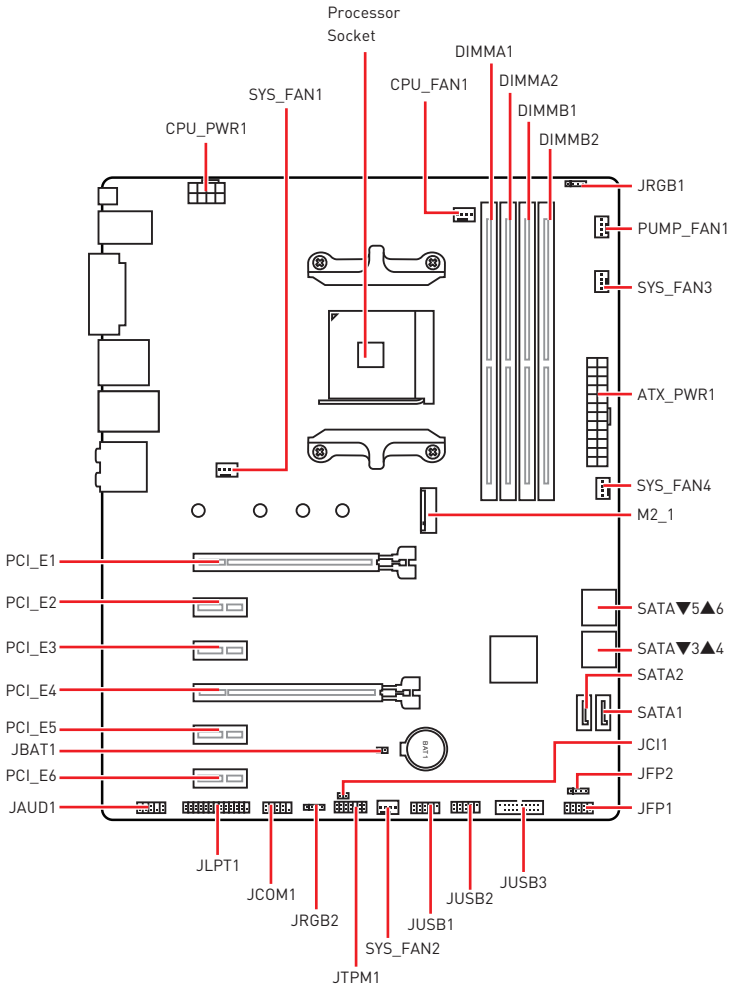 Processor
Socket
DIMMA1
CPU_FAN1
DIMMA2
SYS_FAN1
DIMMB1
CPU_PWR1
DIMMB2
JRGB1
PUMP_FAN1
SYS_FAN3
ATX_PWR1
SYS_FAN4
M2_1
PCI_E1
PCI_E2
SATA▼5▲6
PCI_E3
SATA▼3▲4
SATA2
PCI_E4
SATA1
PCI_E5
JBAT1
BAT1
JCI1
PCI_E6
JFP2
JAUD1
JFP1
JLPT1
JCOM1
JRGB2
JTPM1
SYS_FAN2
JUSB1
JUSB2
JUSB3